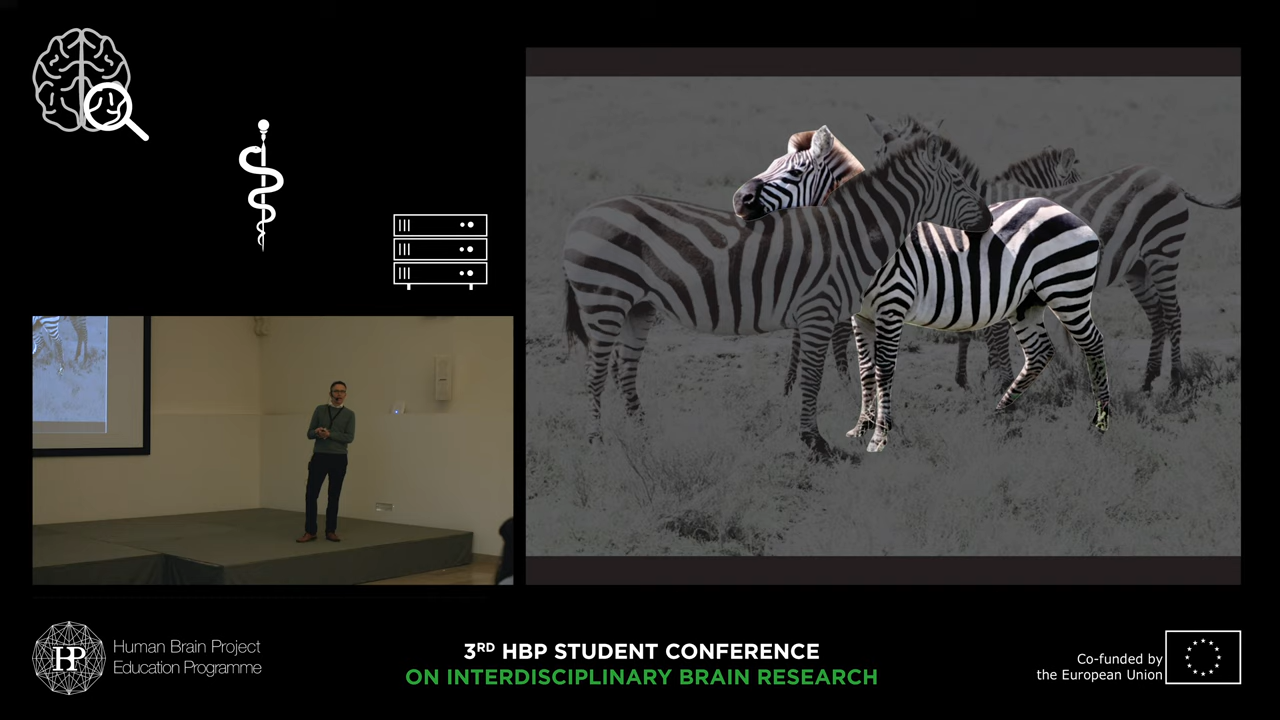 HP
Human Brain Project
Education Programme
3RD HBP STUDENT CONFERENCE
ON INTERDISCIPLINARY BRAIN RESEARCH
Co-funded by
the European Union